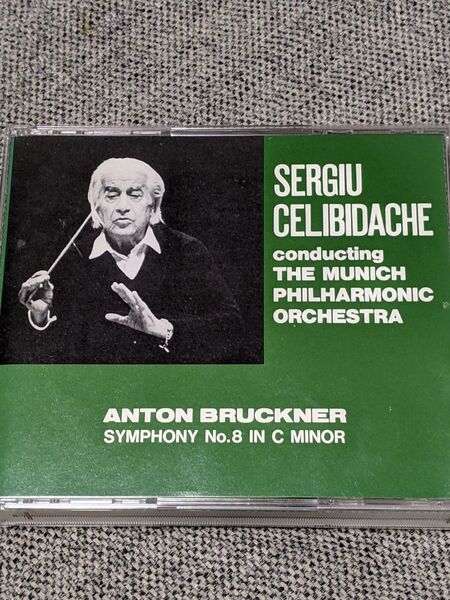 SERGIU
CELIBIDACHE
conducting
THE MUNICH
PHILHARMONIC
ORCHESTRA
ANTON BRUCKNER
SYMPHONY No.8 IN C MINOR